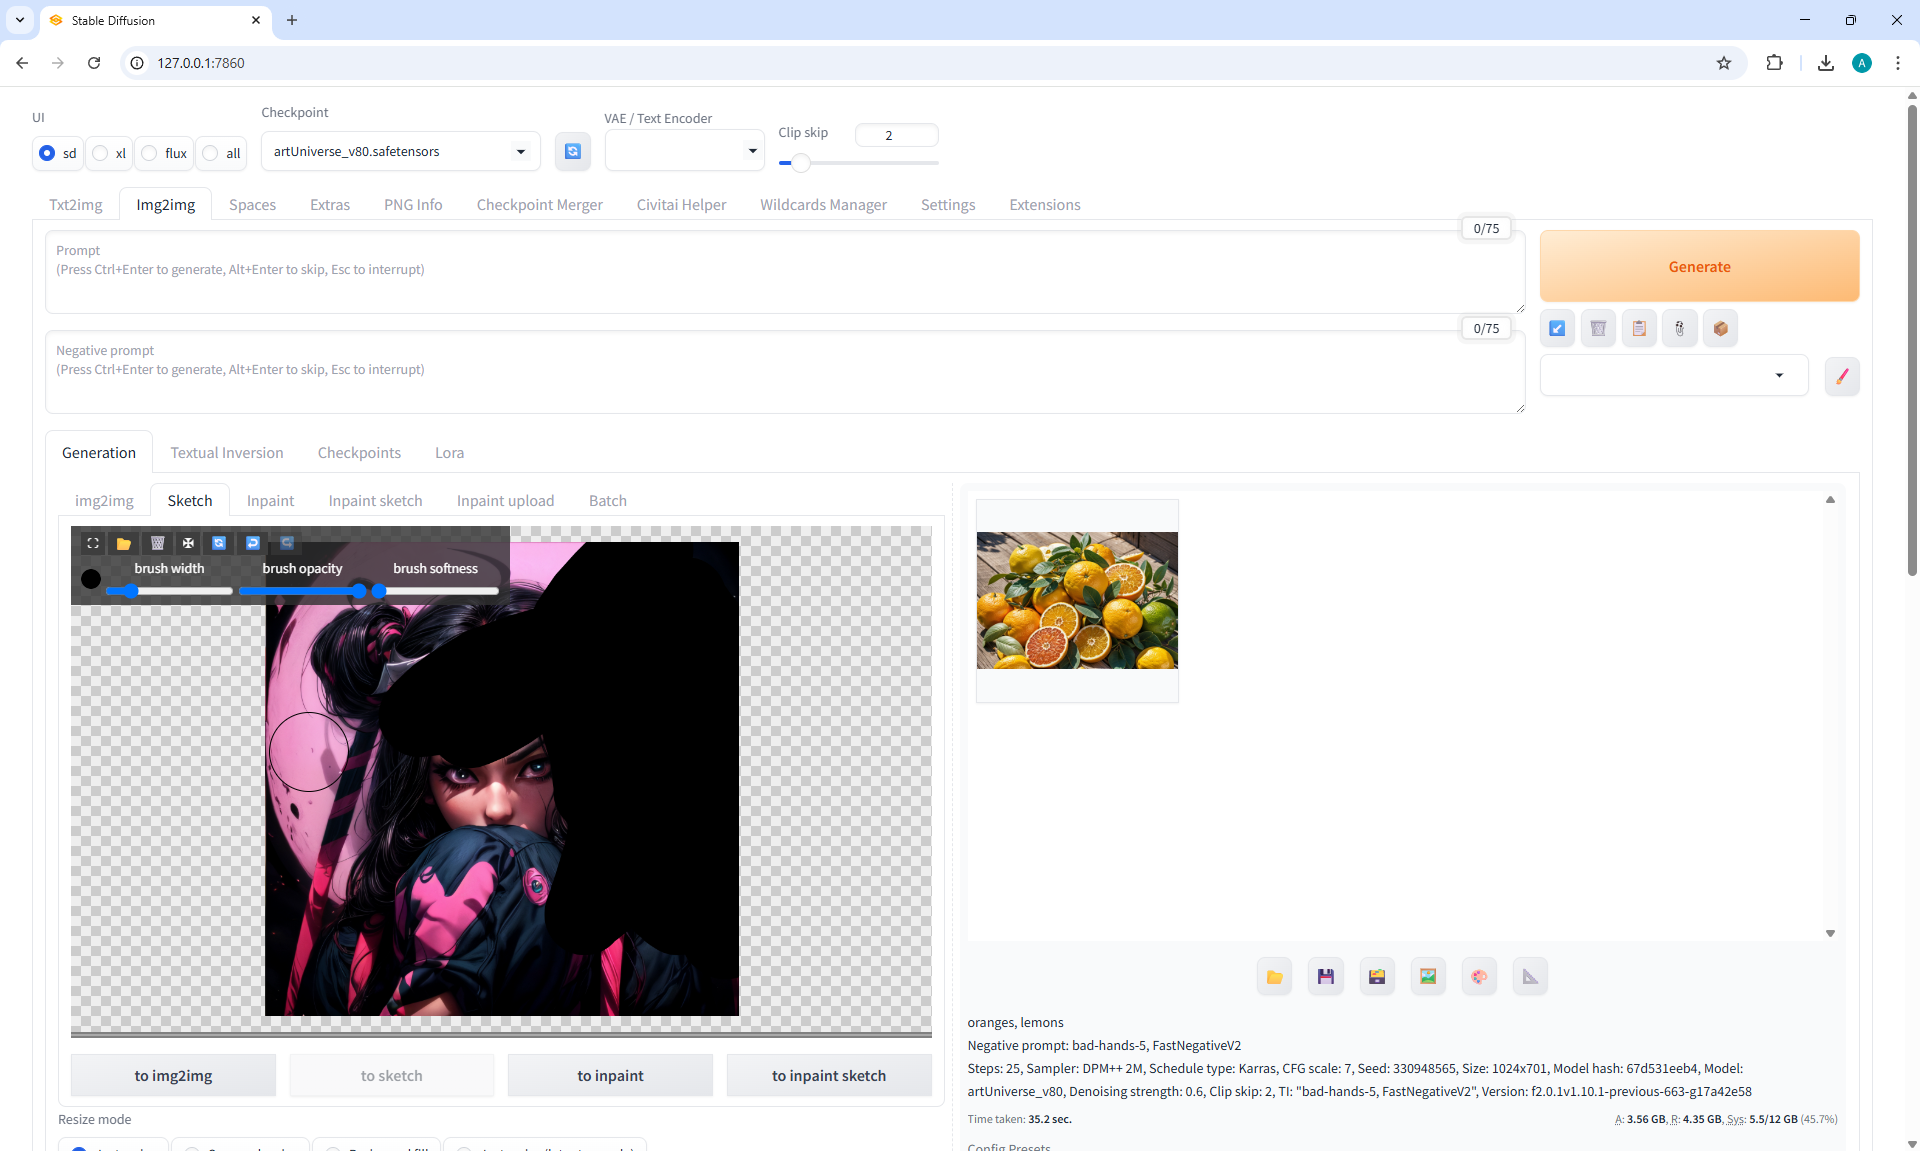 Stable Diffusion
127.0.0.1:7860
A
UI
sd
xl
flux
all
Checkpoint
artUniverse_v80.safetensors
VAE / Text Encoder
Clip skip
2
Txt2img
Img2img
Spaces
Extras
PNG Info
Checkpoint Merger
Civitai Helper
Wildcards Manager
Settings
Extensions
Prompt
(Press Ctrl+Enter to generate, Alt+Enter to skip, Esc to interrupt)
0/75
Negative prompt
(Press Ctrl+Enter to generate, Alt+Enter to skip, Esc to interrupt)
0/75
Generate
Generation
Textual Inversion
Checkpoints
Lora
img2img
Sketch
Inpaint
Inpaint sketch
Inpaint upload
Batch
brush width
brush opacity
brush softness
to img2img
to sketch
to inpaint
to inpaint sketch
Resize mode
oranges, lemons
Negative prompt: bad-hands-5, FastNegativeV2
Steps: 25, Sampler: DPM++ 2M, Schedule type: Karras, CFG scale: 7, Seed: 330948565, Size: 1024x701, Model hash: 67d531eeb4, Model:
artUniverse_v80, Denoising strength: 0.6, Clip skip: 2, TI: "bad-hands-5, FastNegativeV2", Version: f2.0.1v1.10.1-previous-663-g17a42e58
Time taken: 35.2 sec.
A: 3.56 GB, R: 4.35 GB, Sys: 5.5/12 GB (45.7%)
Config Presets